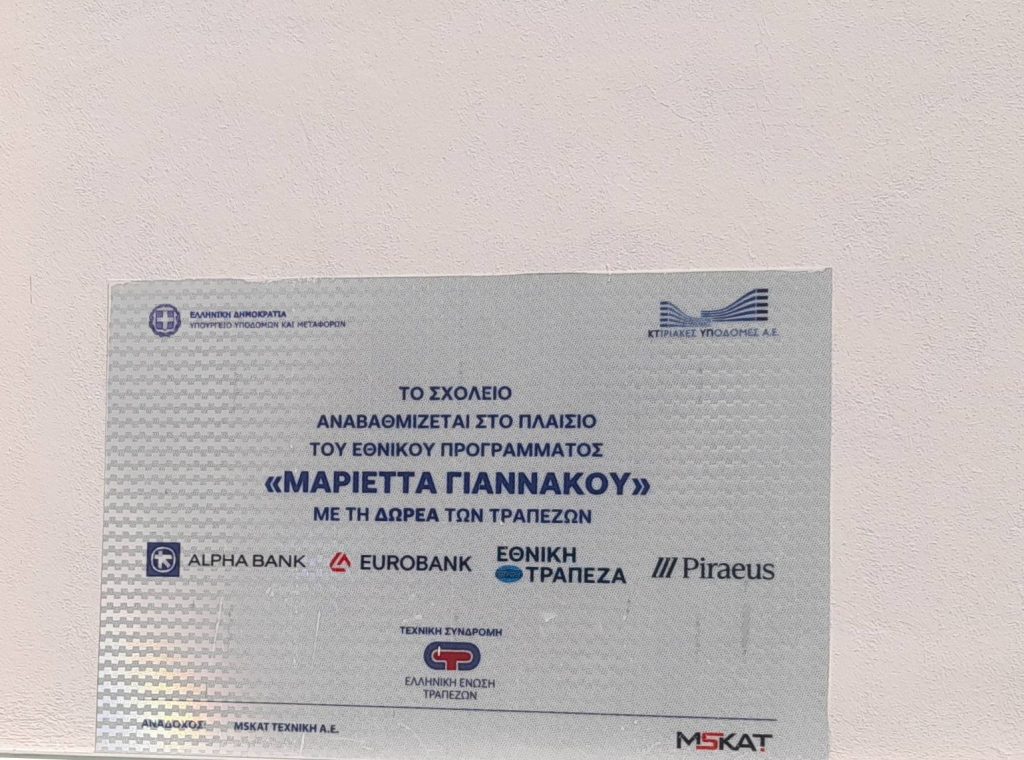 ΕΛΛΗΝΙΚΗ ΔΗΜΟΚΡΑΤΙΑ
ΥΠΟΥΡΓΕΙΟ ΥΠΟΔΟΜΩΝ ΚΑΙ ΜΕΤΑΦΟΡΩΝ
ΚΤΙΡΙΑΚΕΣ ΥΠΟΔΟΜΕΣ Α.Ε.
ΤΟ ΣΧΟΛΕΙΟ
ΑΝΑΒΑΘΜΙΖΕΤΑΙ ΣΤΟ ΠΛΑΙΣΙΟ
ΤΟΥ ΕΘΝΙΚΟΥ ΠΡΟΓΡΑΜΜΑΤΟΣ
«ΜΑΡΙΕΤΤΑ ΓΙΑΝΝΑΚΟΥ»
ΜΕ ΤΗ ΔΩΡΕΑ ΤΩΝ ΤΡΑΠΕΖΩΝ
ALPHA BANK
EUROBANK
ΕΘΝΙΚΗ
ΤΡΑΠΕΖΑ
Piraeus
ΤΕΧΝΙΚΗ ΣΥΝΔΡΟΜΗ
ΕΛΛΗΝΙΚΗ ΕΝΩΣΗ
ΤΡΑΠΕΖΩΝ
ΑΝΑΔΟΧΟΣ: MSKAT ΤΕΧΝΙΚΗ Α.Ε.
MSKAT